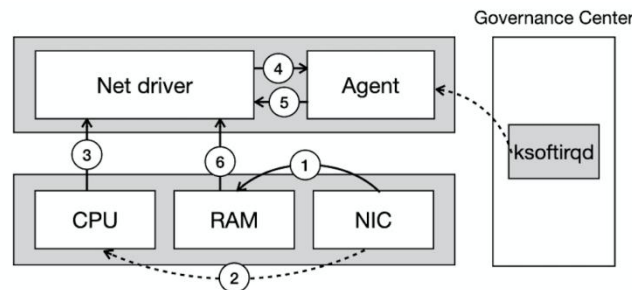 Governance Center
Net driver
4
5
Agent
ksoftirqd
3
6
1
CPU
RAM
NIC
2